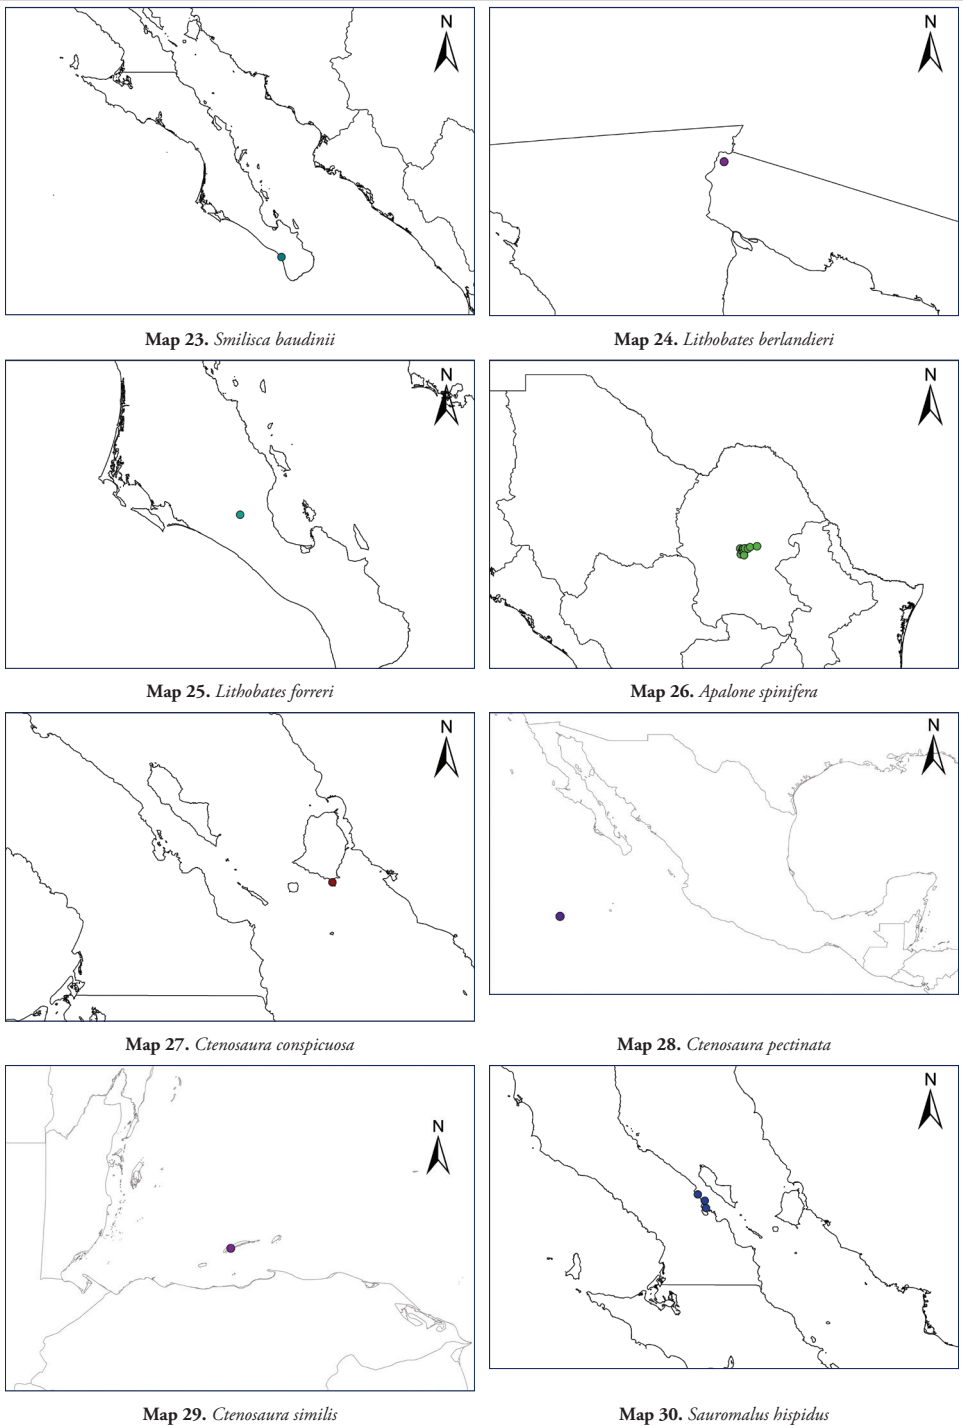 N
N
Map 23. Smilisca baudinii
Map 24. Lithobates berlandieri
N
N
Map 25. Lithobates forreri
Map 26. Apalone spinifera
N
N
Map 27. Ctenosaura conspicuosa
Map 28. Ctenosaura pectinata
N
N
Map 29. Ctenosaura similis
Map 30. Sauromalus hispidus